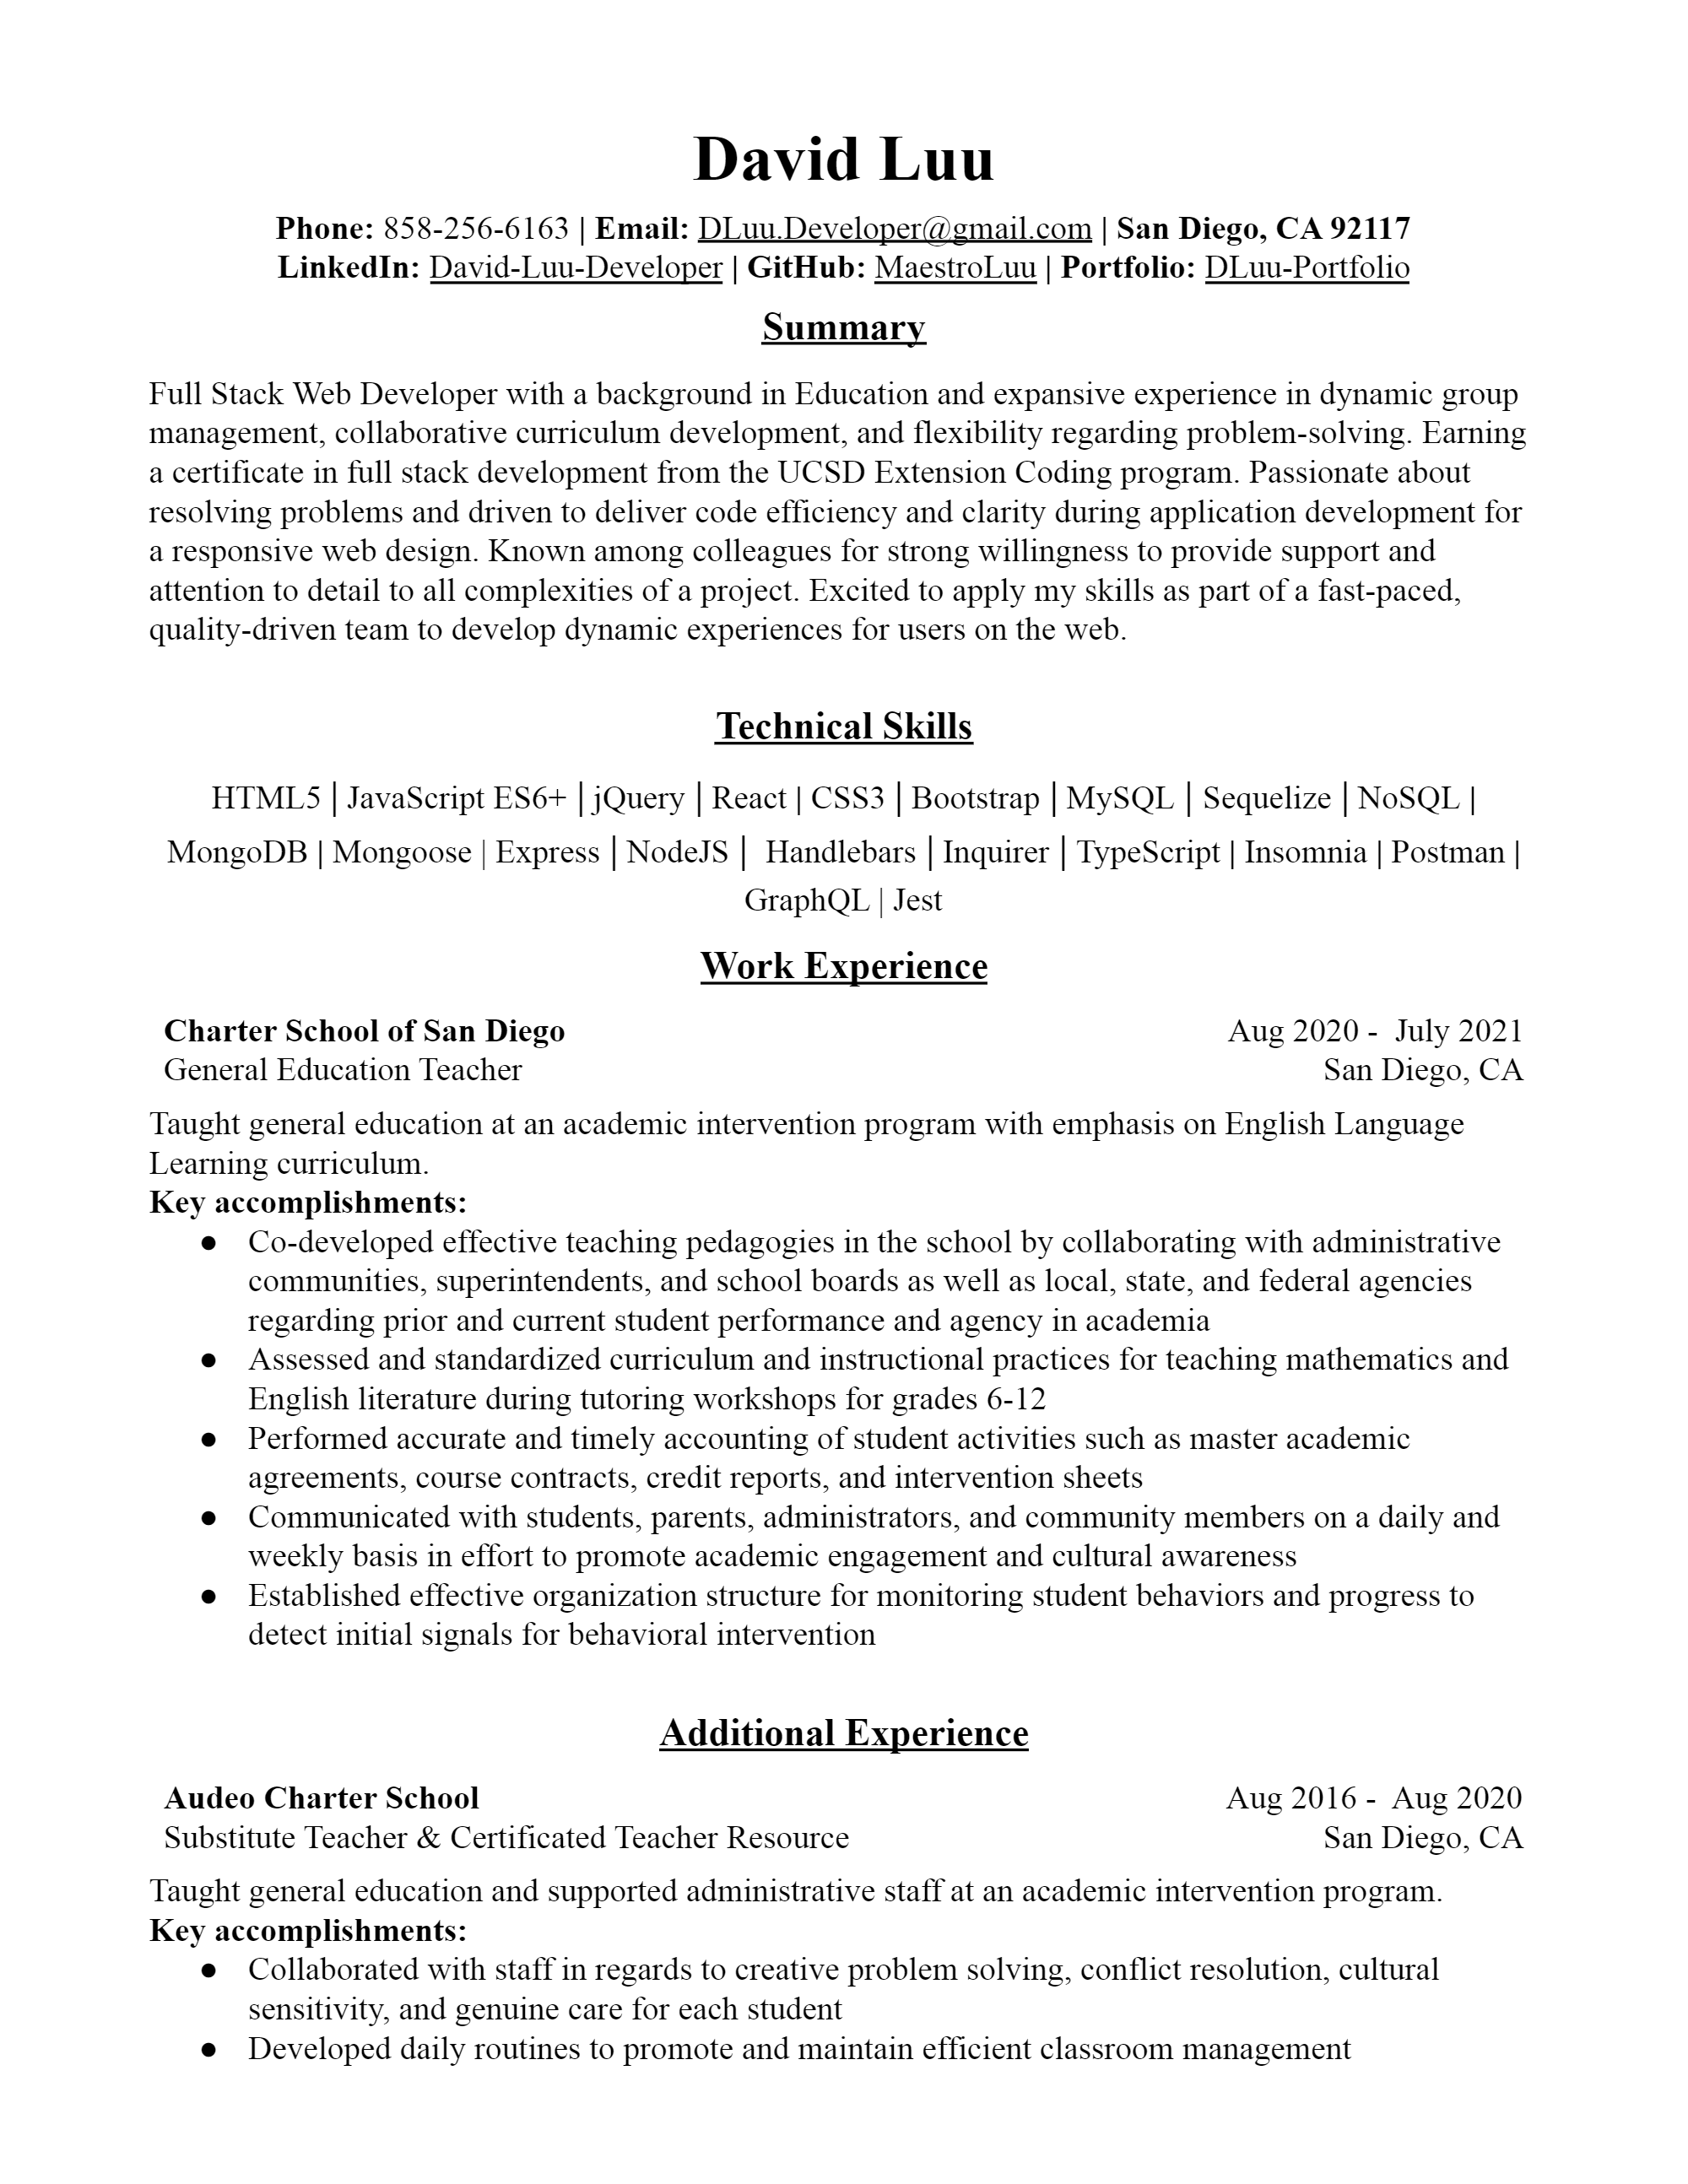 David Luu
Phone: 858-256-6163 | Email: DLuu.Developer@gmail.com | San Diego, CA 92117
LinkedIn: David-Luu-Developer | GitHub: MaestroLuu | Portfolio: DLuu-Portfolio
Summary
Full Stack Web Developer with a background in Education and expansive experience in dynamic group
management, collaborative curriculum development, and flexibility regarding problem-solving. Earning
a certificate in full stack development from the UCSD Extension Coding program. Passionate about
resolving problems and driven to deliver code efficiency and clarity during application development for
a responsive web design. Known among colleagues for strong willingness to provide support and
attention to detail to all complexities of a project. Excited to apply my skills as part of a fast-paced,
quality-driven team to develop dynamic experiences for users on the web.
Technical Skills
HTML5 | JavaScript ES6+ | jQuery | React | CSS3 | Bootstrap | MySQL | Sequelize | NoSQL |
MongoDB | Mongoose | Express | NodeJS | Handlebars | Inquirer | TypeScript | Insomnia | Postman |
GraphQL | Jest
Work Experience
Charter School of San Diego Aug 2020 - July 2021
General Education Teacher San Diego, CA
Taught general education at an academic intervention program with emphasis on English Language
Learning curriculum.
Key accomplishments:
● Co-developed effective teaching pedagogies in the school by collaborating with administrative
communities, superintendents, and school boards as well as local, state, and federal agencies
regarding prior and current student performance and agency in academia
● Assessed and standardized curriculum and instructional practices for teaching mathematics and
English literature during tutoring workshops for grades 6-12
● Performed accurate and timely accounting of student activities such as master academic
agreements, course contracts, credit reports, and intervention sheets
● Communicated with students, parents, administrators, and community members on a daily and
weekly basis in effort to promote academic engagement and cultural awareness
● Established effective organization structure for monitoring student behaviors and progress to
detect initial signals for behavioral intervention
Additional Experience
Audeo Charter School Aug 2016 - Aug 2020
Substitute Teacher & Certificated Teacher Resource San Diego, CA
Taught general education and supported administrative staff at an academic intervention program.
Key accomplishments:
● Collaborated with staff in regards to creative problem solving, conflict resolution, cultural
sensitivity, and genuine care for each student
● Developed daily routines to promote and maintain efficient classroom management